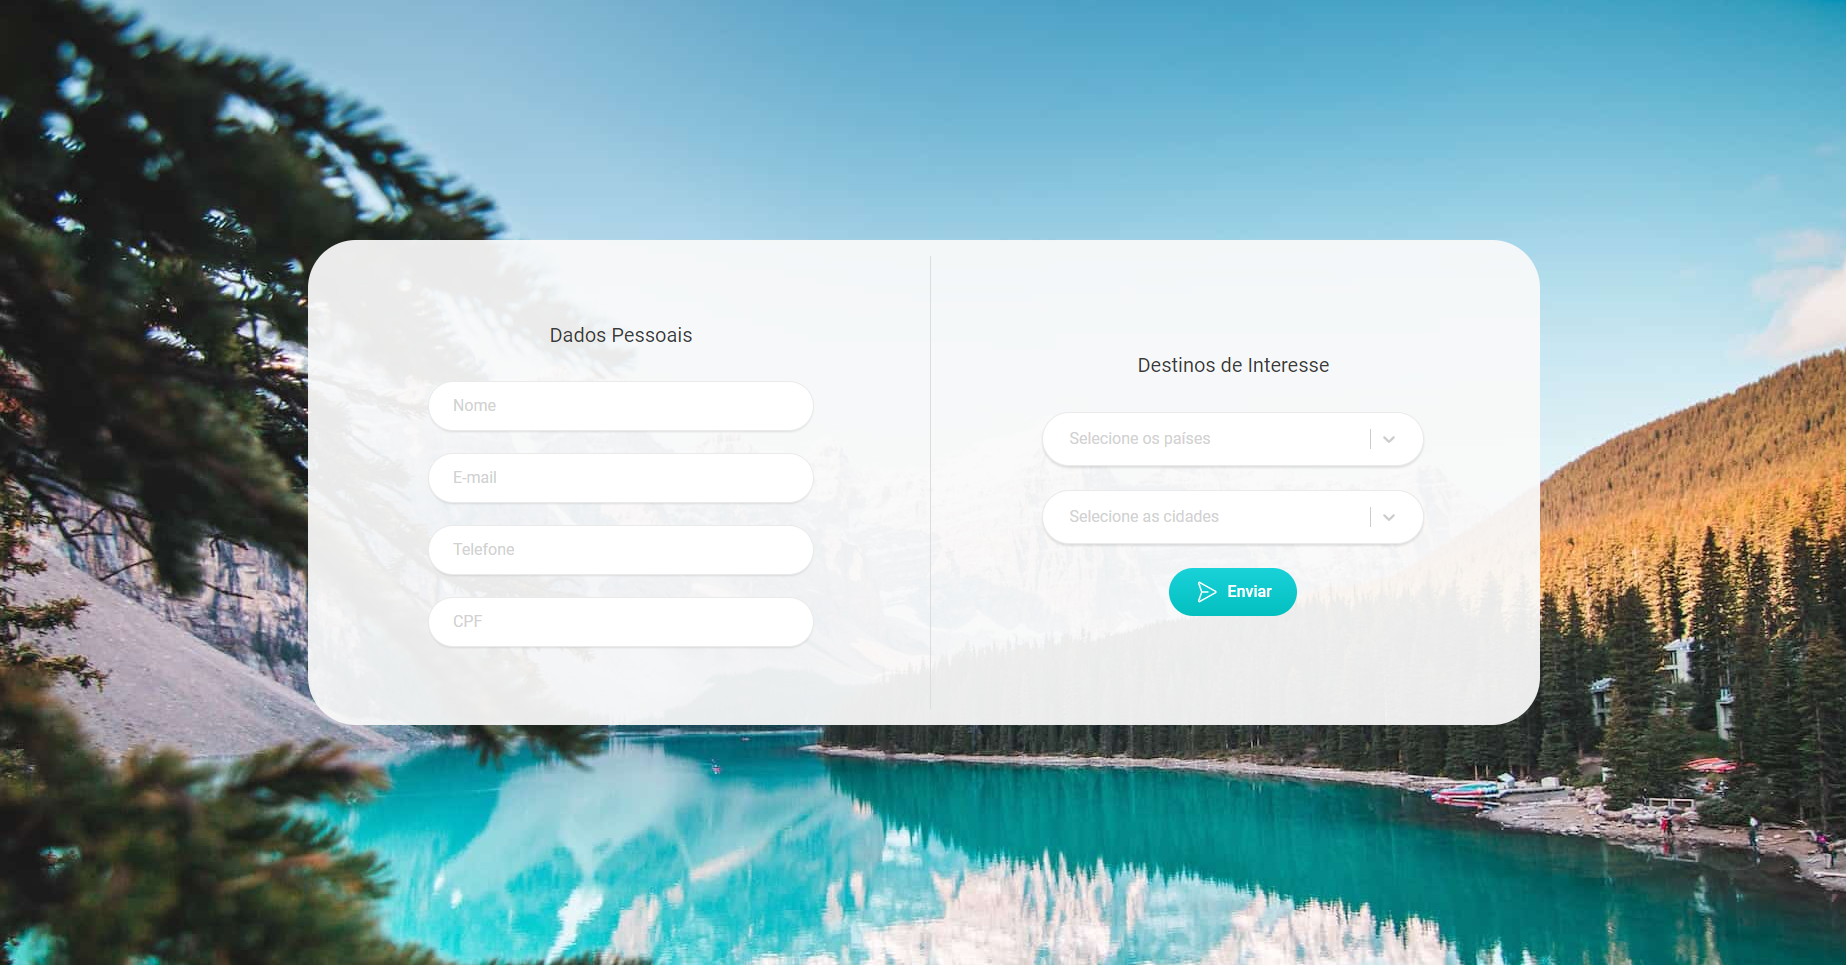 Dados Pessoais
Nome
E-mail
Telefone
CPF
Destinos de Interesse
Selecione os países
Selecione as cidades
Enviar